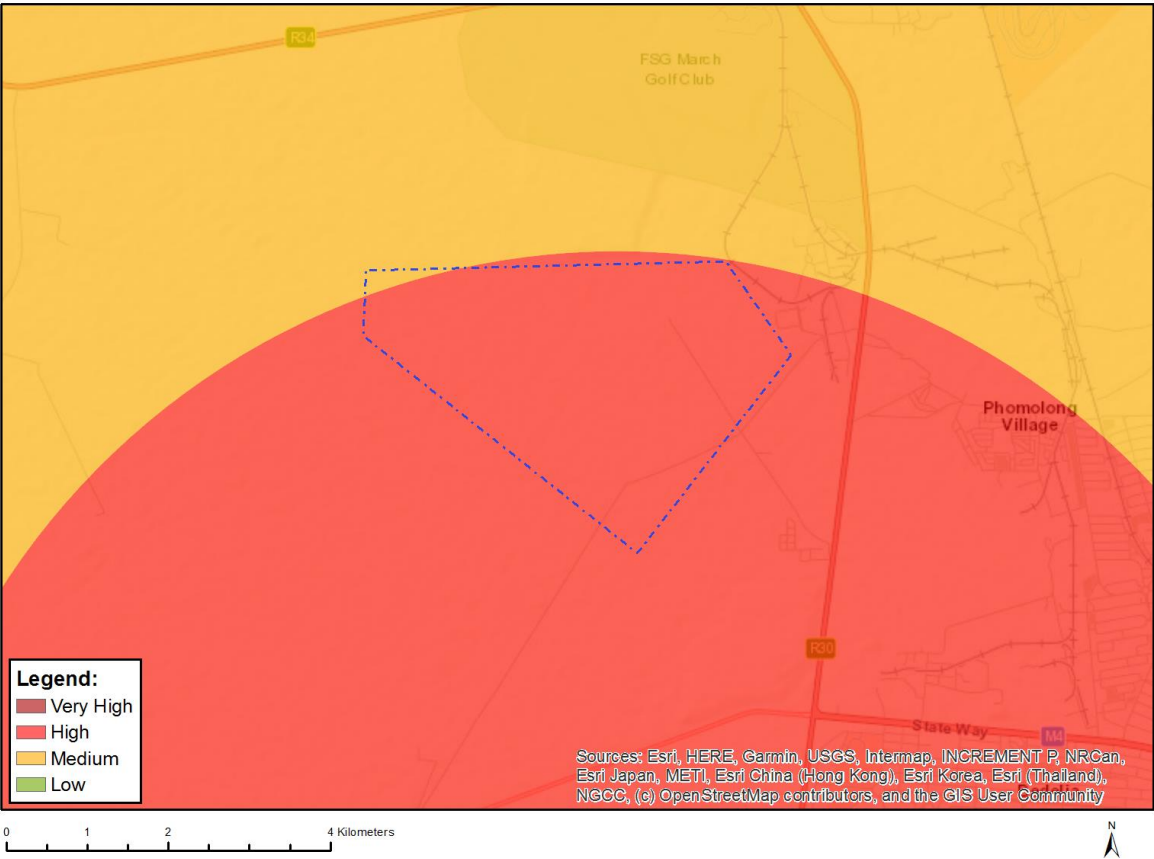 R34
FSG March
Golf Club
Phomolong
Village
R30
State Way
M4
Legend:
Very High
High
Medium
Low
Sources: Esri, HERE, Garmin, USGS, Intermap, INCREMENT P, NRCan,
Esri Japan, METI, Esri China (Hong Kong), Esri Korea, Esri (Thailand),
NGCC, (c) OpenStreetMap contributors, and the GIS User Community
0 1 2 4 Kilometers
N